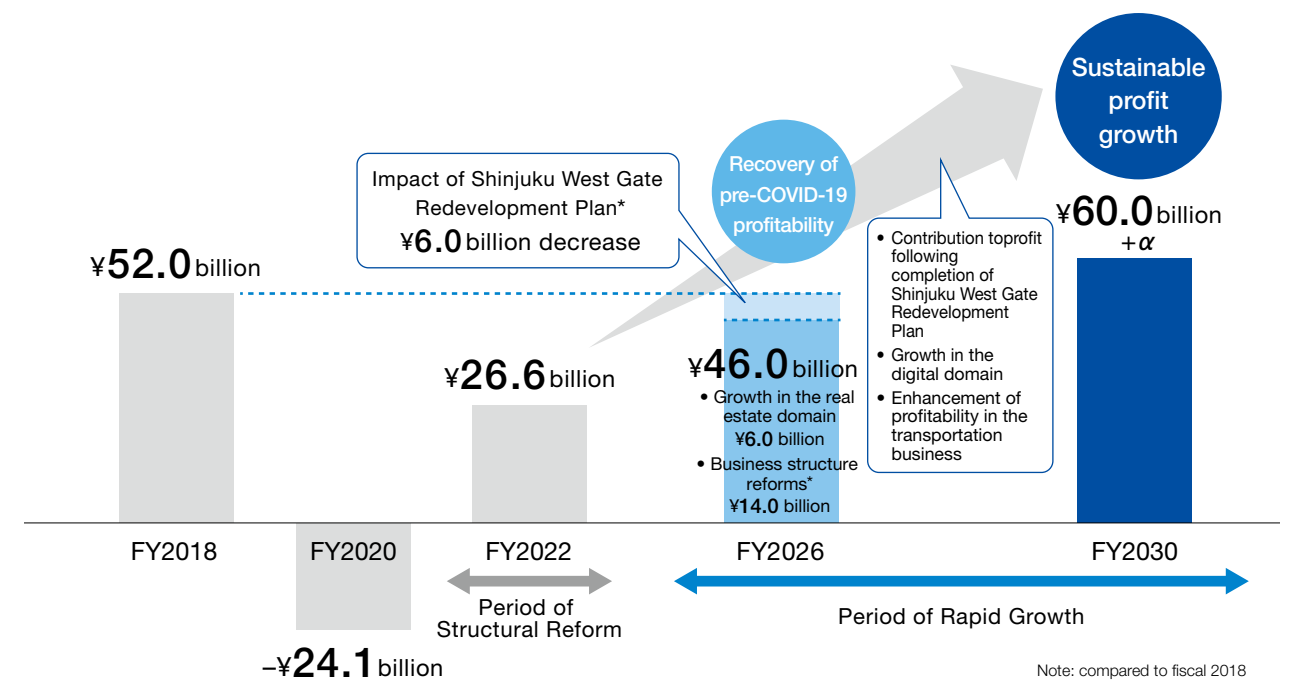 Sustainable
profit
growth
Recovery of
pre-COVID-19
profitability
Impact of Shinjuku West Gate
Redevelopment Plan*
¥6.0 billion decrease
¥60.0 billion
+α
¥52.0 billion
• Contribution toprofit
following
completion of
Shinjuku West Gate
Redevelopment
Plan
• Growth in the
digital domain
• Enhancement of
profitability in the
transportation
business
¥26.6 billion
¥46.0 billion
• Growth in the real
estate domain
¥6.0 billion
• Business structure
reforms*
¥14.0 billion
FY2018
FY2020
FY2022
FY2026
FY2030
Period of
Structural Reform
Period of Rapid Growth
–¥24.1 billion
Note: compared to fiscal 2018